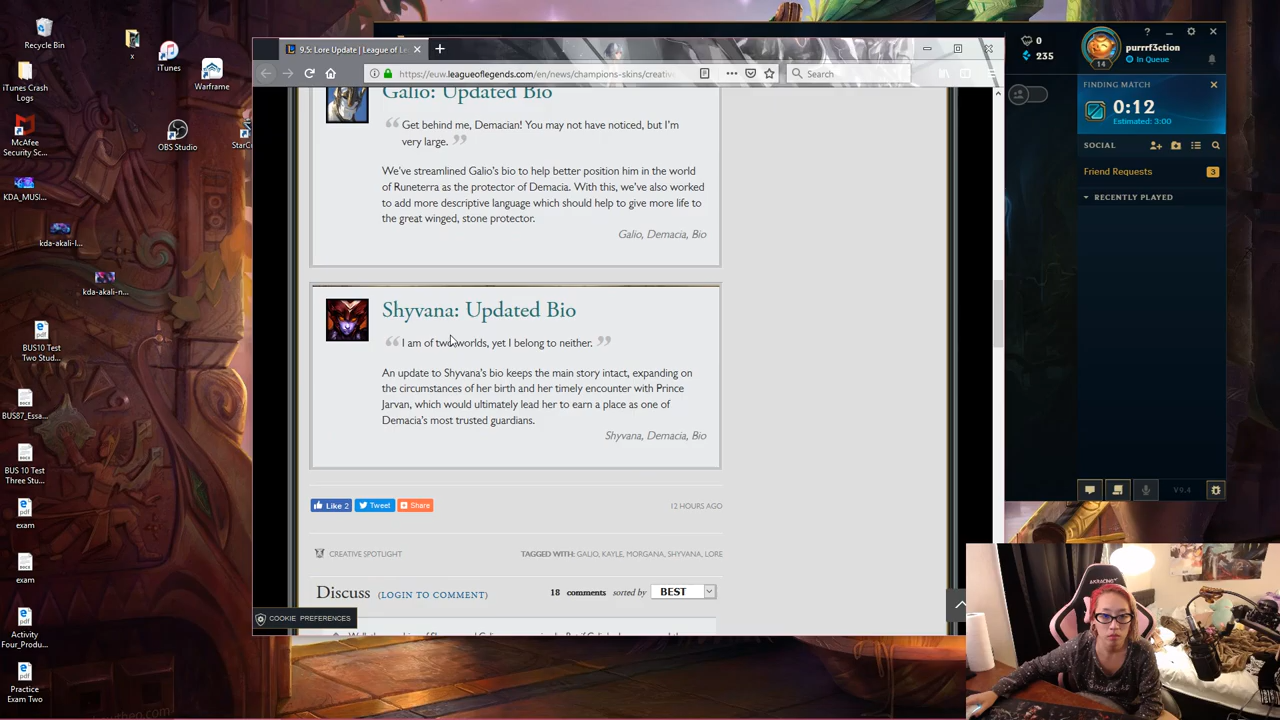 Recycle Bin
x
iTunes
iTunes Crash
Logs
Warframe
McAfee
Security Sc...
OBS Studio
StarCr
KDA_MUSI...
kda-akali-l...
kda-akali-n...
BUS10 Test
Two Stud...
BUS87_Essa...
BUS 10 Test
Three Stu...
exam
exam
Activity
Four_Produ...
Practice
Exam Two
9.5: Lore Update | League of Le
https://euw.leagueoflegends.com/en/news/champions-skins/creative
Search
Galio: Updated Bio
Get behind me, Demacian! You may not have noticed, but I'm
very large.
We've streamlined Galio's bio to help better position him in the world
of Runeterra as the protector of Demacia. With this, we've also worked
to add more descriptive language which should help to give more life to
the great winged, stone protector.
Galio, Demacia, Bio
Shyvana: Updated Bio
I am of two worlds, yet I belong to neither.
An update to Shyvana's bio keeps the main story intact, expanding on
the circumstances of her birth and her timely encounter with Prince
Jarvan, which would ultimately lead her to earn a place as one of
Demacia's most trusted guardians.
Shyvana, Demacia, Bio
Like 2
Tweet
Share
12 HOURS AGO
CREATIVE SPOTLIGHT
TAGGED WITH: GALIO, KAYLE, MORGANA, SHYVANA, LORE
Discuss (LOGIN TO COMMENT)
18 comments sorted by BEST
COOKIE PREFERENCES
0
235
14
purrrf3ction
In Queue
FINDING MATCH
0:12
Estimated: 3:00
SOCIAL
Friend Requests
3
RECENTLY PLAYED
V9.4
AKRACING